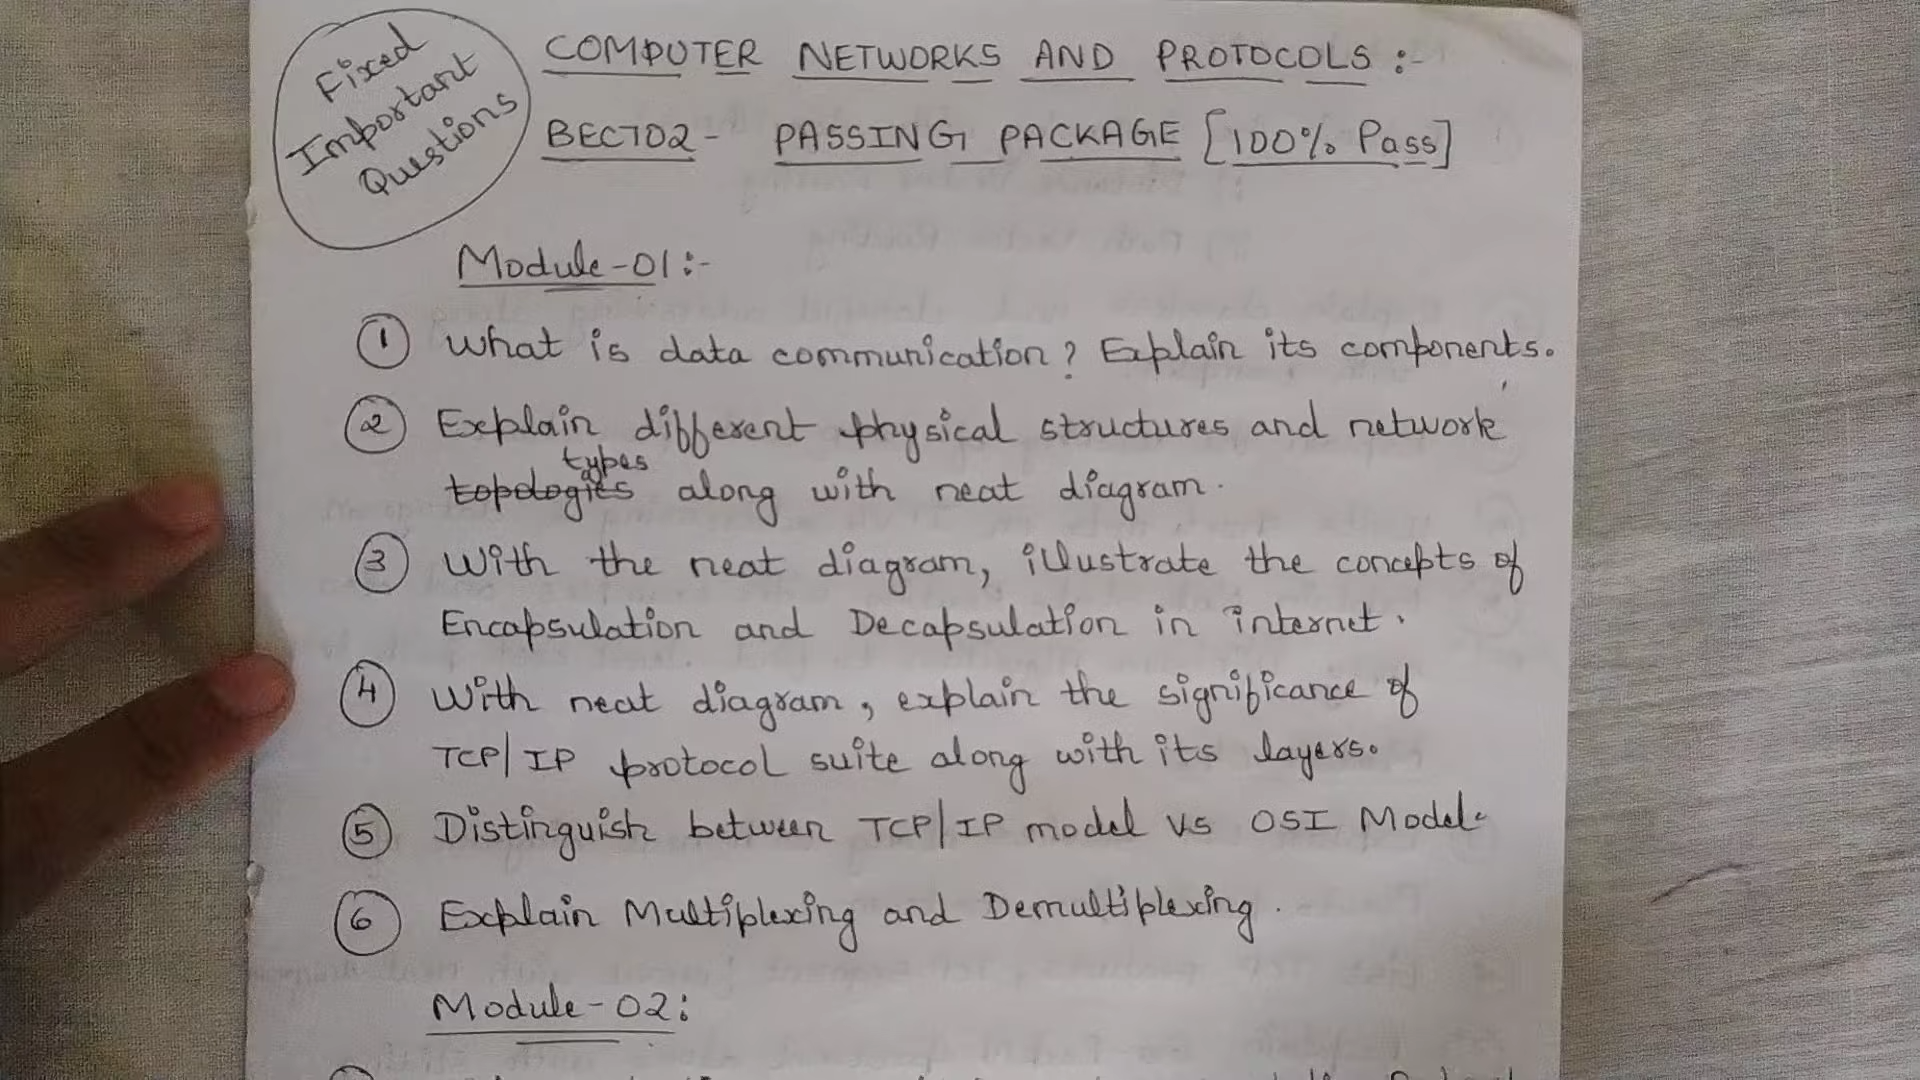 Fixed
Important
Questions
COMPUTER NETWORKS AND PROTOCOLS :-
BECT02- PASSING PACKAGE [100% Pass]
Module-01:-
1 What is data communication? Explain its components.
2 Explain different physical structures and network
types
topologies along with neat diagram.
3 With the neat diagram, illustrate the concepts of
Encapsulation and Decapsulation in internet.
4 With neat diagram, explain the significance of
TCP/IP protocol suite along with its layers.
5 Distinguish between TCP/IP model vs OSI Model.
6 Explain Multiplexing and Demultiplexing.
Module-02: